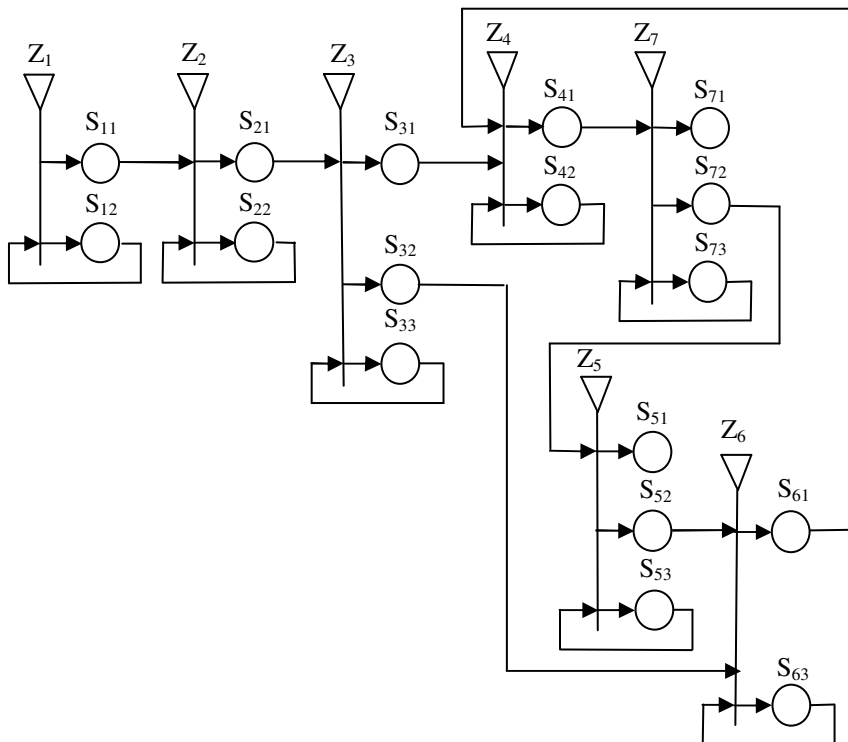 Z₁ Z₂ Z₃ Z₄ Z₇
S₁₁ S₂₁ S₃₁ S₄₁ S₇₁
S₁₂ S₂₂ S₄₂ S₇₂
S₃₂ S₇₃
S₃₃
Z₅
S₅₁ Z₆
S₅₂ S₆₁
S₅₃
S₆₃